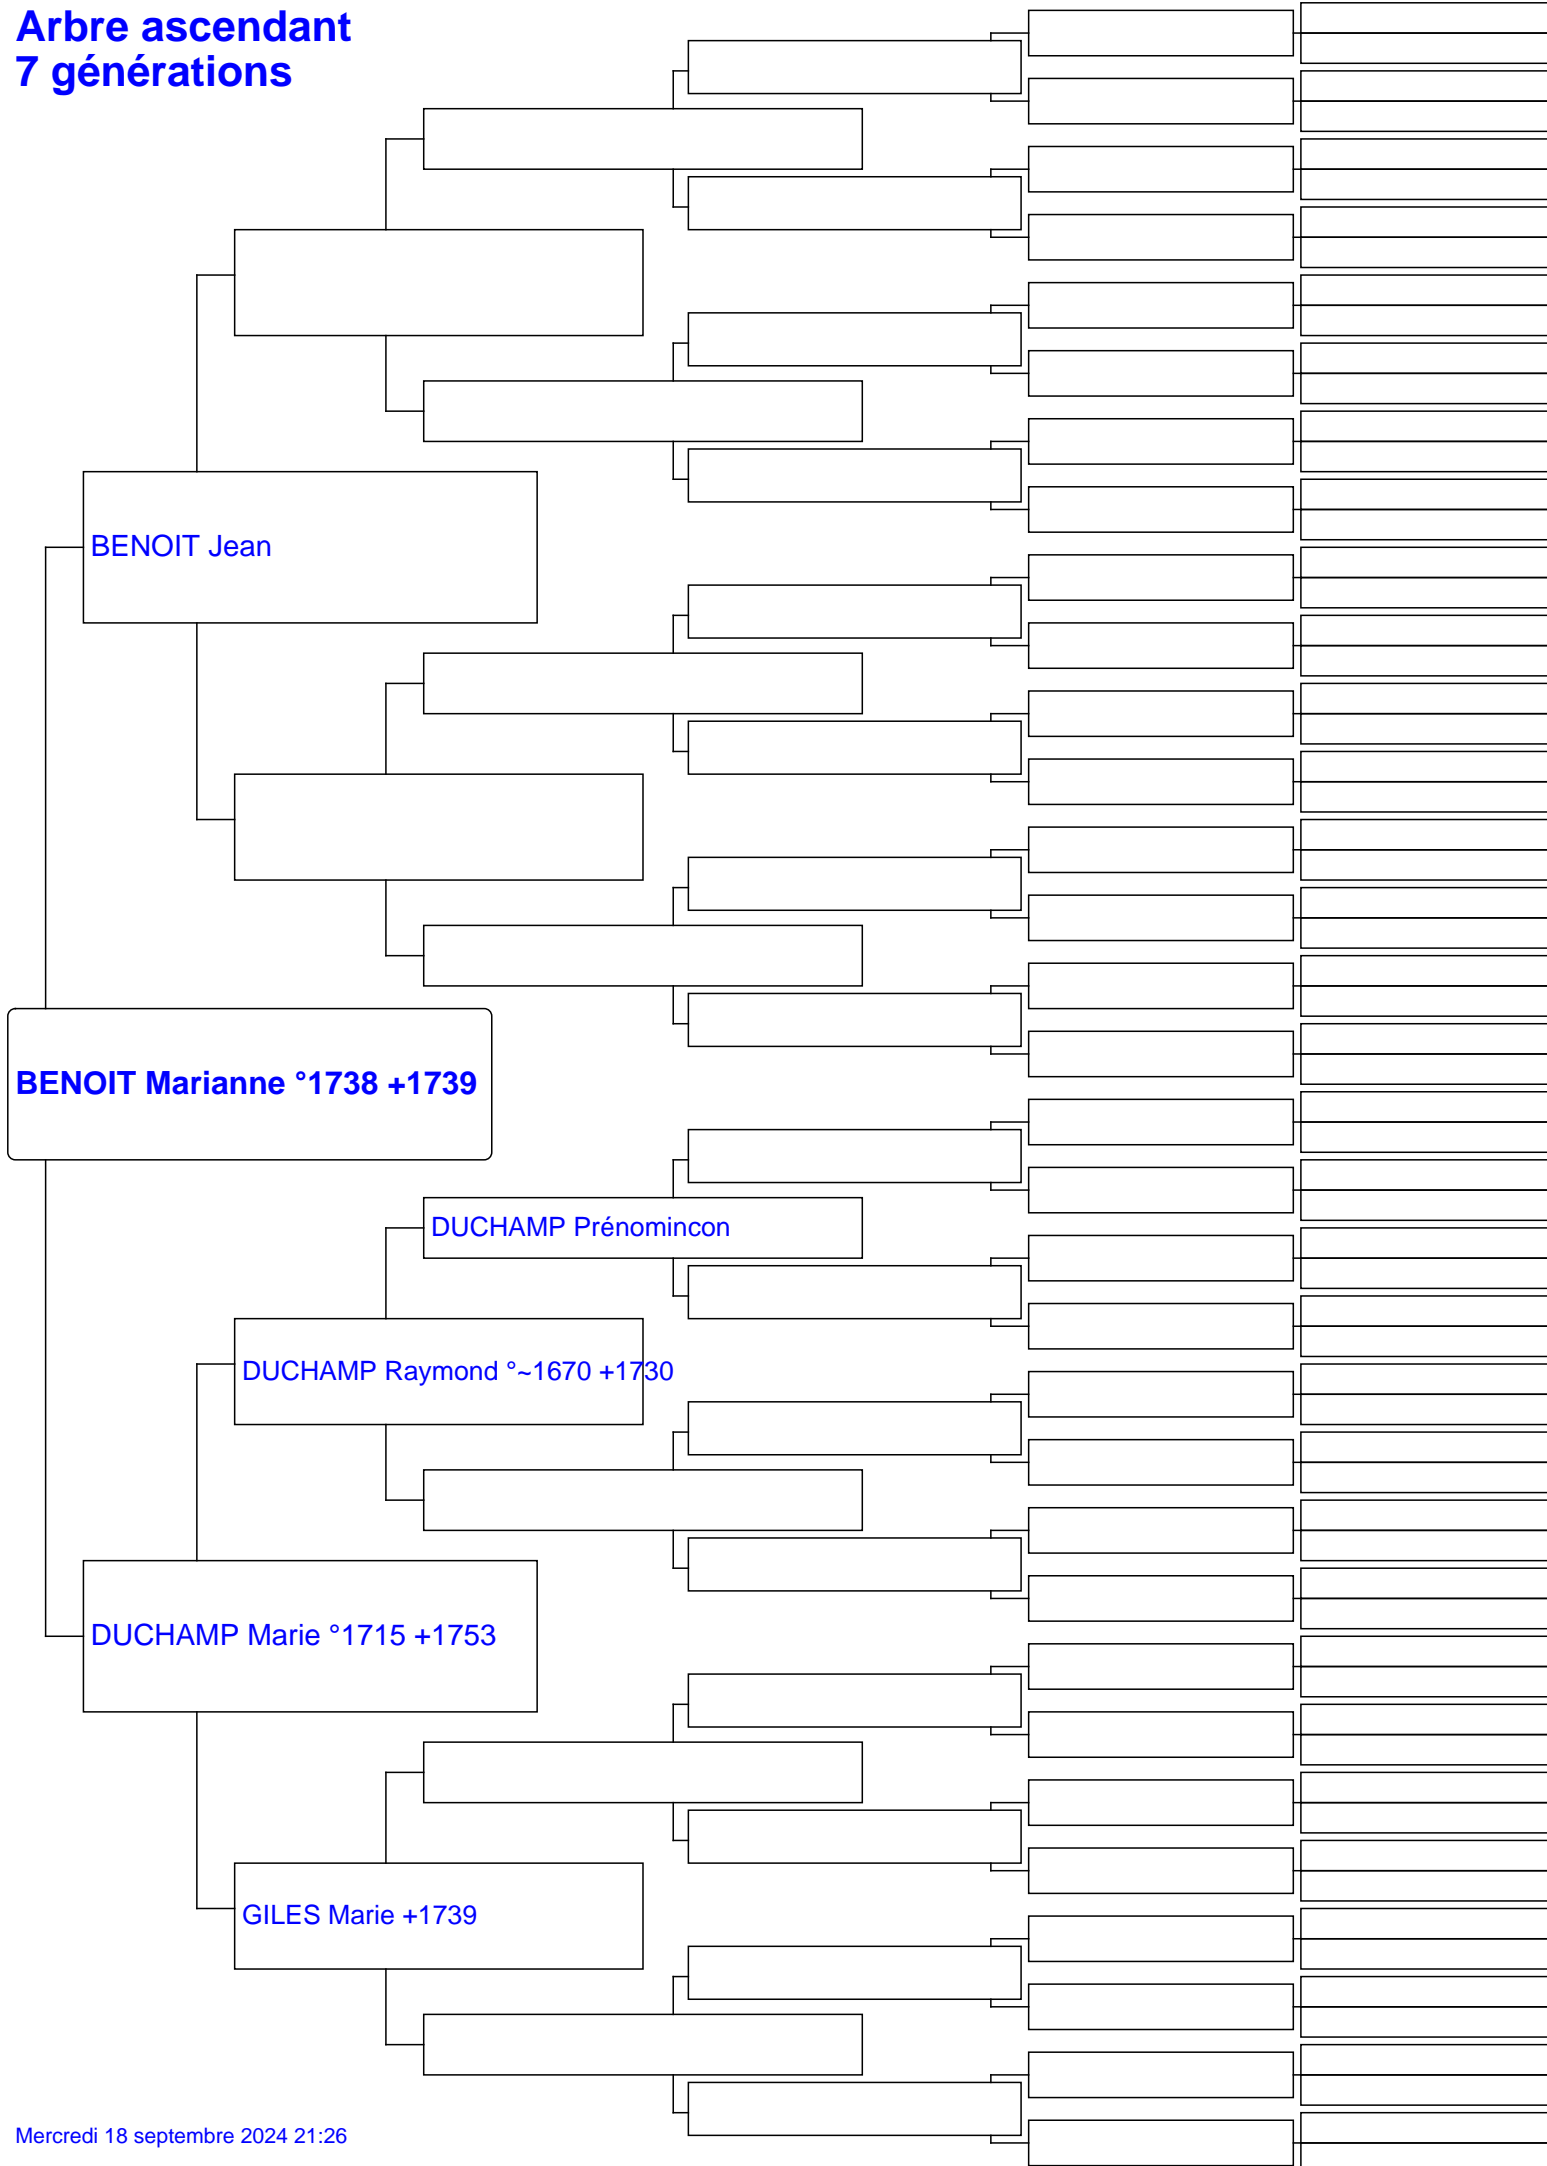 Arbre ascendant
7 générations
BENOIT Jean
BENOIT Marianne °1738 +1739
DUCHAMP Prénomincon
DUCHAMP Raymond °~1670 +1730
DUCHAMP Marie °1715 +1753
GILES Marie +1739
Mercredi 18 septembre 2024 21:26